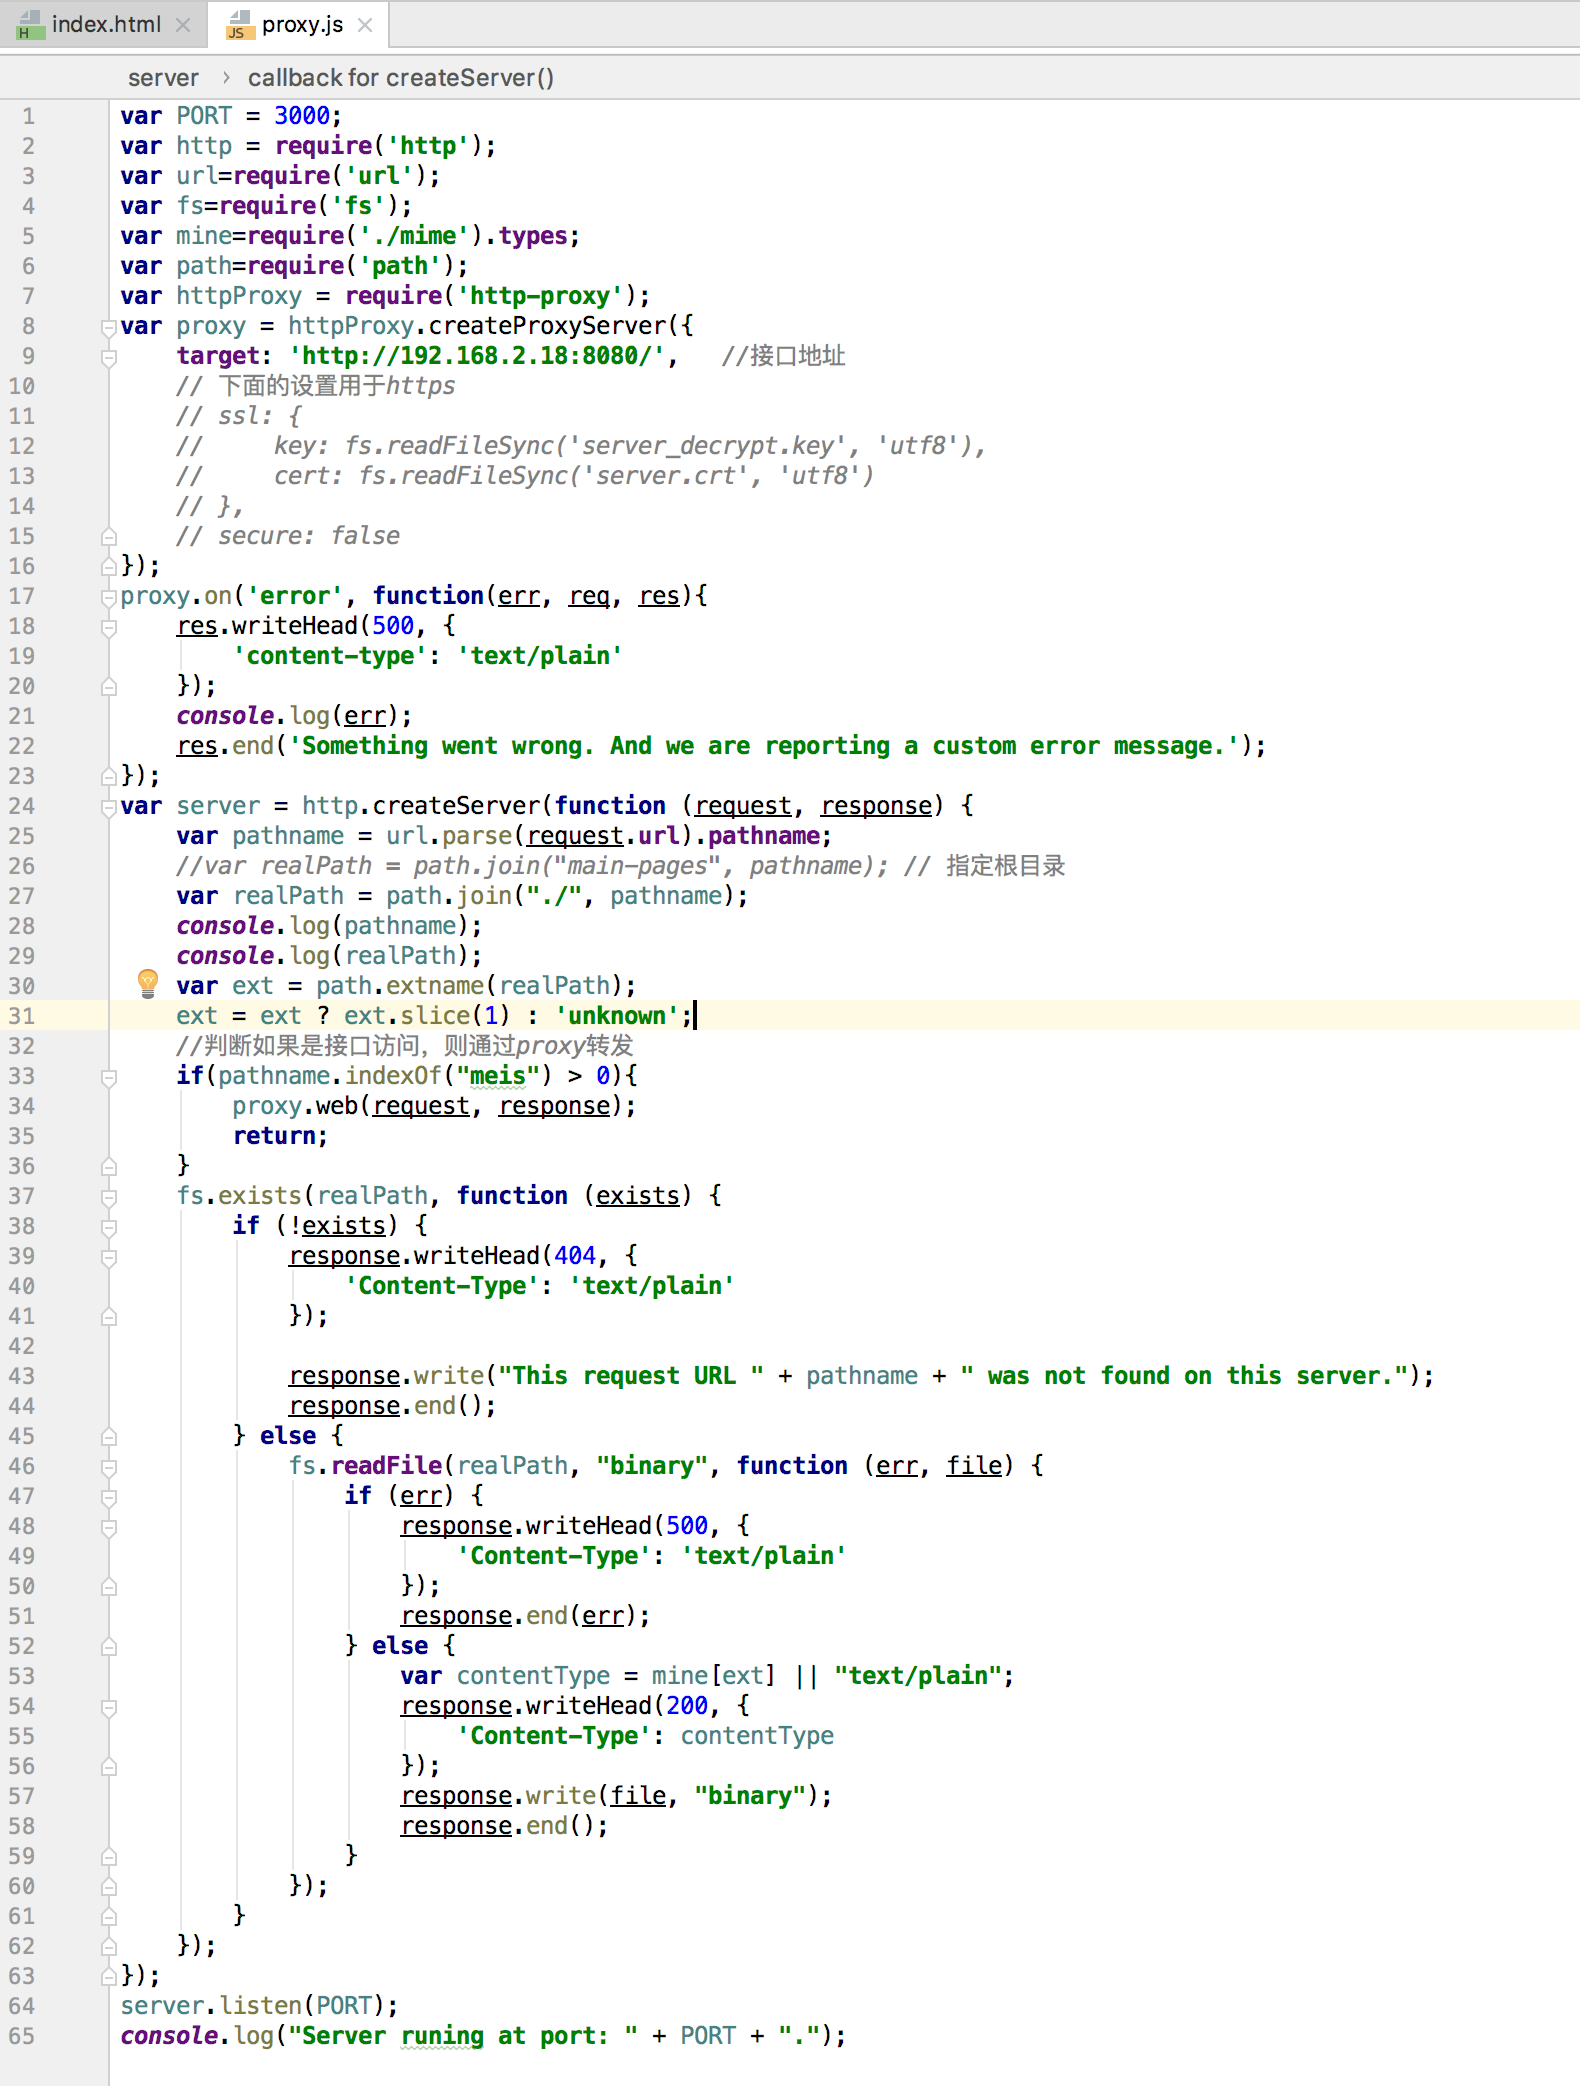 index.html
proxy.js
server › callback for createServer()
1 var PORT = 3000;
2 var http = require('http');
3 var url=require('url');
4 var fs=require('fs');
5 var mine=require('./mime').types;
6 var path=require('path');
7 var httpProxy = require('http-proxy');
8 var proxy = httpProxy.createProxyServer({
9     target: 'http://192.168.2.18:8080/',   //接口地址
10     // 下面的设置用于https
11     // ssl: {
12     //     key: fs.readFileSync('server_decrypt.key', 'utf8'),
13     //     cert: fs.readFileSync('server.crt', 'utf8')
14     // },
15     // secure: false
16 });
17 proxy.on('error', function(err, req, res){
18     res.writeHead(500, {
19         'content-type': 'text/plain'
20     });
21     console.log(err);
22     res.end('Something went wrong. And we are reporting a custom error message.');
23 });
24 var server = http.createServer(function (request, response) {
25     var pathname = url.parse(request.url).pathname;
26     //var realPath = path.join("main-pages", pathname); // 指定根目录
27     var realPath = path.join("./", pathname);
28     console.log(pathname);
29     console.log(realPath);
30     var ext = path.extname(realPath);
31     ext = ext ? ext.slice(1) : 'unknown';
32     //判断如果是接口访问，则通过proxy转发
33     if(pathname.indexOf("meis") > 0){
34         proxy.web(request, response);
35         return;
36     }
37     fs.exists(realPath, function (exists) {
38         if (!exists) {
39             response.writeHead(404, {
40                 'Content-Type': 'text/plain'
41             });
42
43             response.write("This request URL " + pathname + " was not found on this server.");
44             response.end();
45         } else {
46             fs.readFile(realPath, "binary", function (err, file) {
47                 if (err) {
48                     response.writeHead(500, {
49                         'Content-Type': 'text/plain'
50                     });
51                     response.end(err);
52                 } else {
53                     var contentType = mine[ext] || "text/plain";
54                     response.writeHead(200, {
55                         'Content-Type': contentType
56                     });
57                     response.write(file, "binary");
58                     response.end();
59                 }
60             });
61         }
62     });
63 });
64 server.listen(PORT);
65 console.log("Server runing at port: " + PORT + ".");